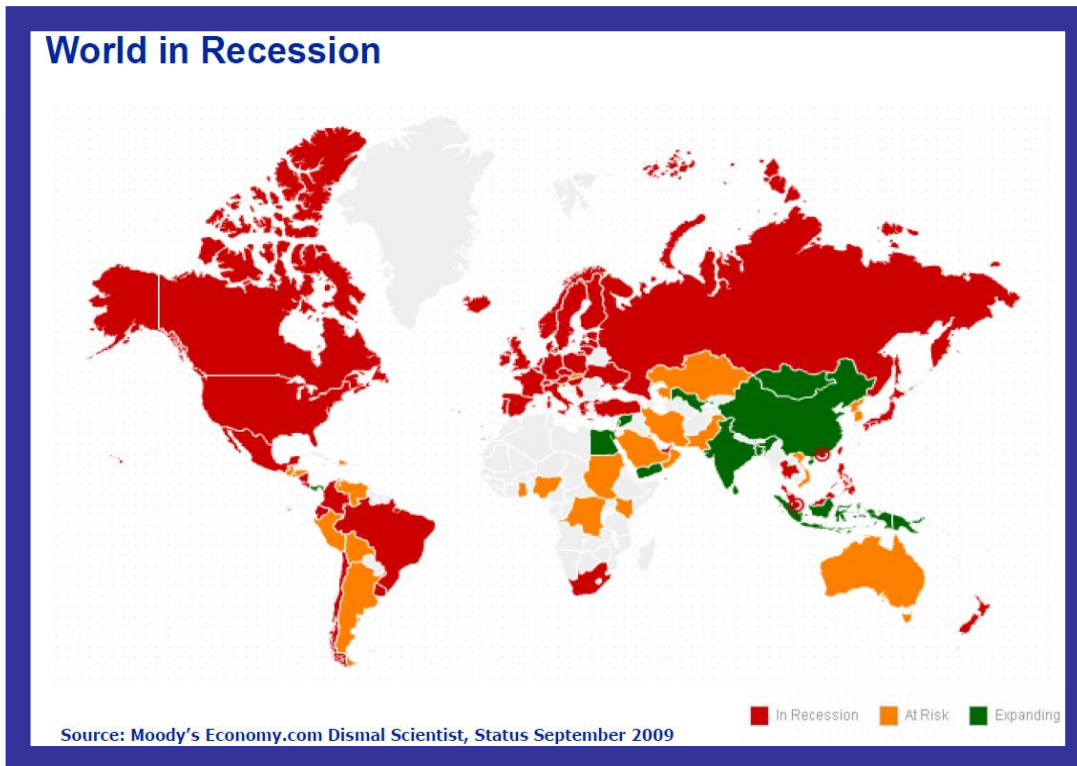 World in Recession
In Recession
At Risk
Expanding
Source: Moody's Economy.com Dismal Scientist, Status September 2009